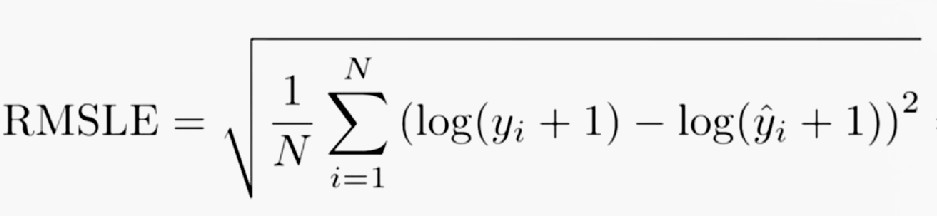 RMSLE = \sqrt{\frac{1}{N} \sum_{i=1}^{N} (\log(y_i + 1) - \log(\hat{y}_i + 1))^2}